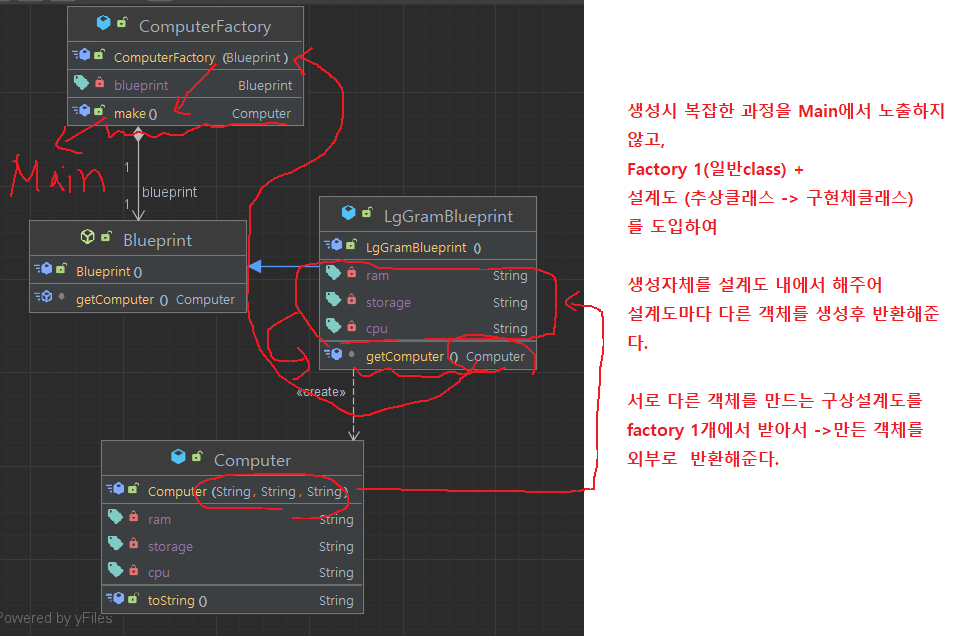 ComputerFactory
ComputerFactory (Blueprint )
blueprint Blueprint
make () Computer
Main
1
blueprint
1
Blueprint
Blueprint ()
getComputer () Computer
LgGramBlueprint
LgGramBlueprint ()
ram String
storage String
cpu String
getComputer () Computer
«create»
Computer
Computer (String, String, String)
ram String
storage String
cpu String
toString () String
Powered by yFiles
생성시 복잡한 과정을 Main에서 노출하지
않고,
Factory 1(일반class) +
설계도 (추상클래스 -> 구현체클래스)
를 도입하여
생성자체를 설계도 내에서 해주어
설계도마다 다른 객체를 생성후 반환해준
다.
서로 다른 객체를 만드는 구상설계도를
factory 1개에서 받아서 ->만든 객체를
외부로 반환해준다.